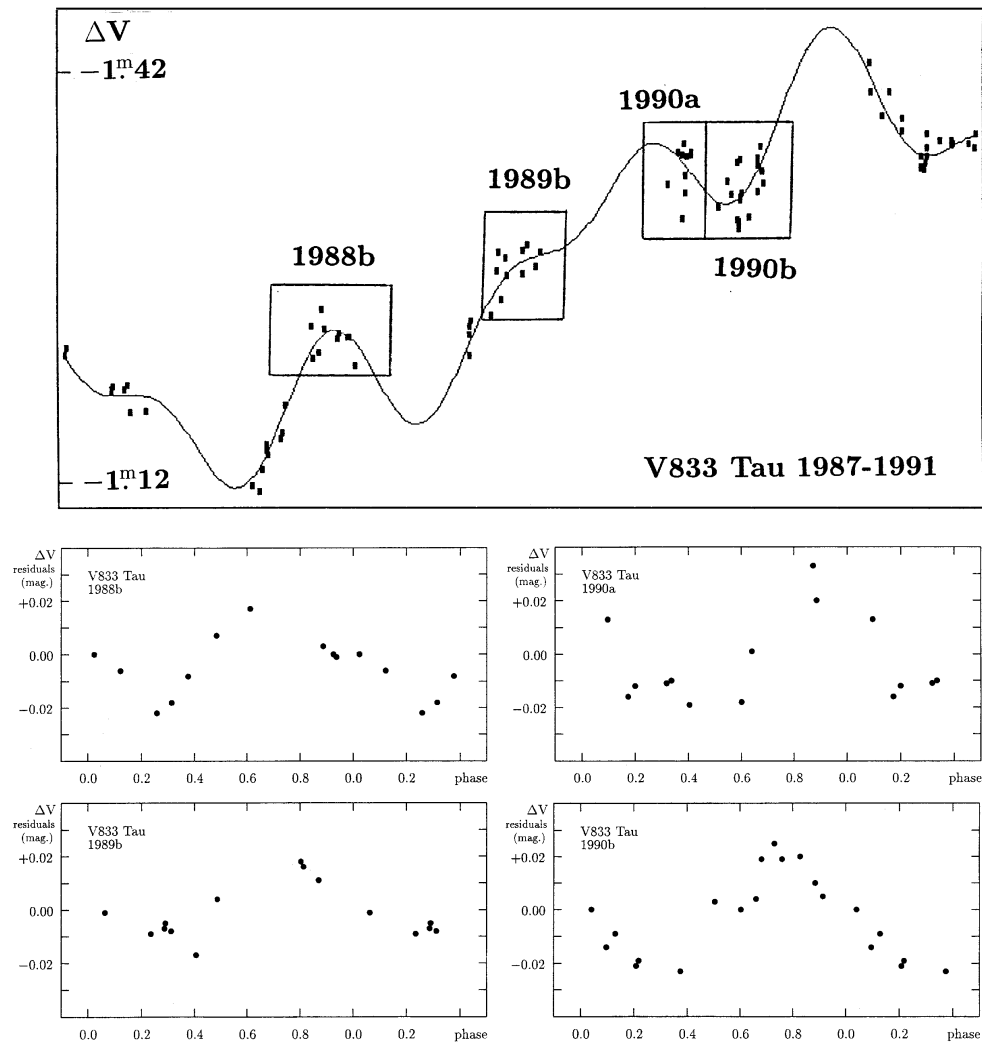 ΔV
−1.ᵐ42
1990a
1989b
1988b
1990b
−1.ᵐ12
V833 Tau 1987-1991
ΔV
residuals
(mag.)
V833 Tau
1988b
+0.02
0.00
−0.02
0.0 0.2 0.4 0.6 0.8 0.0 0.2 phase
ΔV
residuals
(mag.)
V833 Tau
1990a
+0.02
0.00
−0.02
0.0 0.2 0.4 0.6 0.8 0.0 0.2 phase
ΔV
residuals
(mag.)
V833 Tau
1989b
+0.02
0.00
−0.02
0.0 0.2 0.4 0.6 0.8 0.0 0.2 phase
ΔV
residuals
(mag.)
V833 Tau
1990b
+0.02
0.00
−0.02
0.0 0.2 0.4 0.6 0.8 0.0 0.2 phase